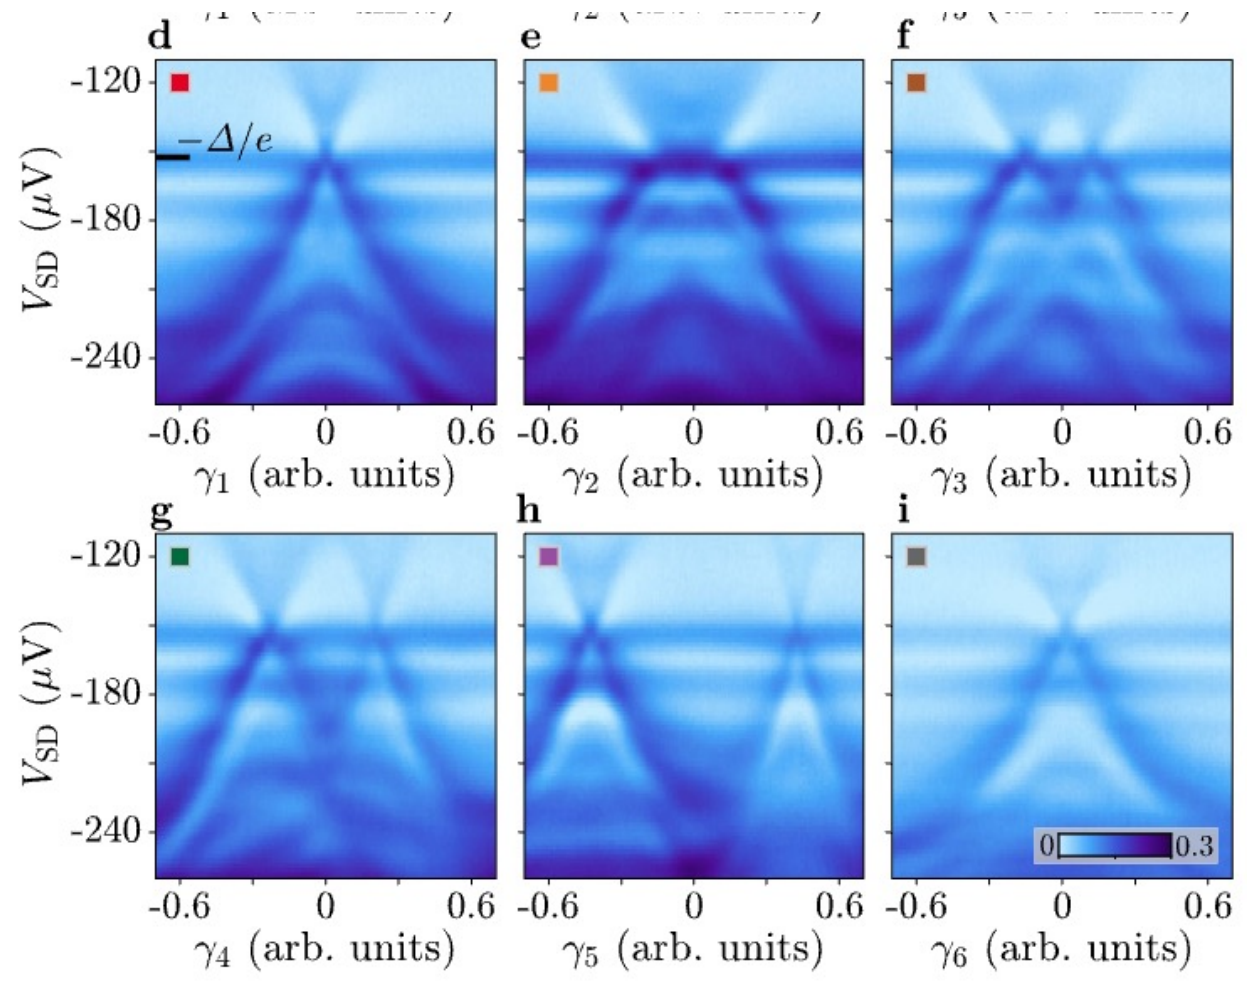 d e f
-120
-Δ/e
-180
-240
V_SD (μV)
-0.6 0 0.6 -0.6 0 0.6 -0.6 0 0.6
γ₁ (arb. units) γ₂ (arb. units) γ₃ (arb. units)
g h i
-120
-180
-240
V_SD (μV)
0 0.3
-0.6 0 0.6 -0.6 0 0.6 -0.6 0 0.6
γ₄ (arb. units) γ₅ (arb. units) γ₆ (arb. units)